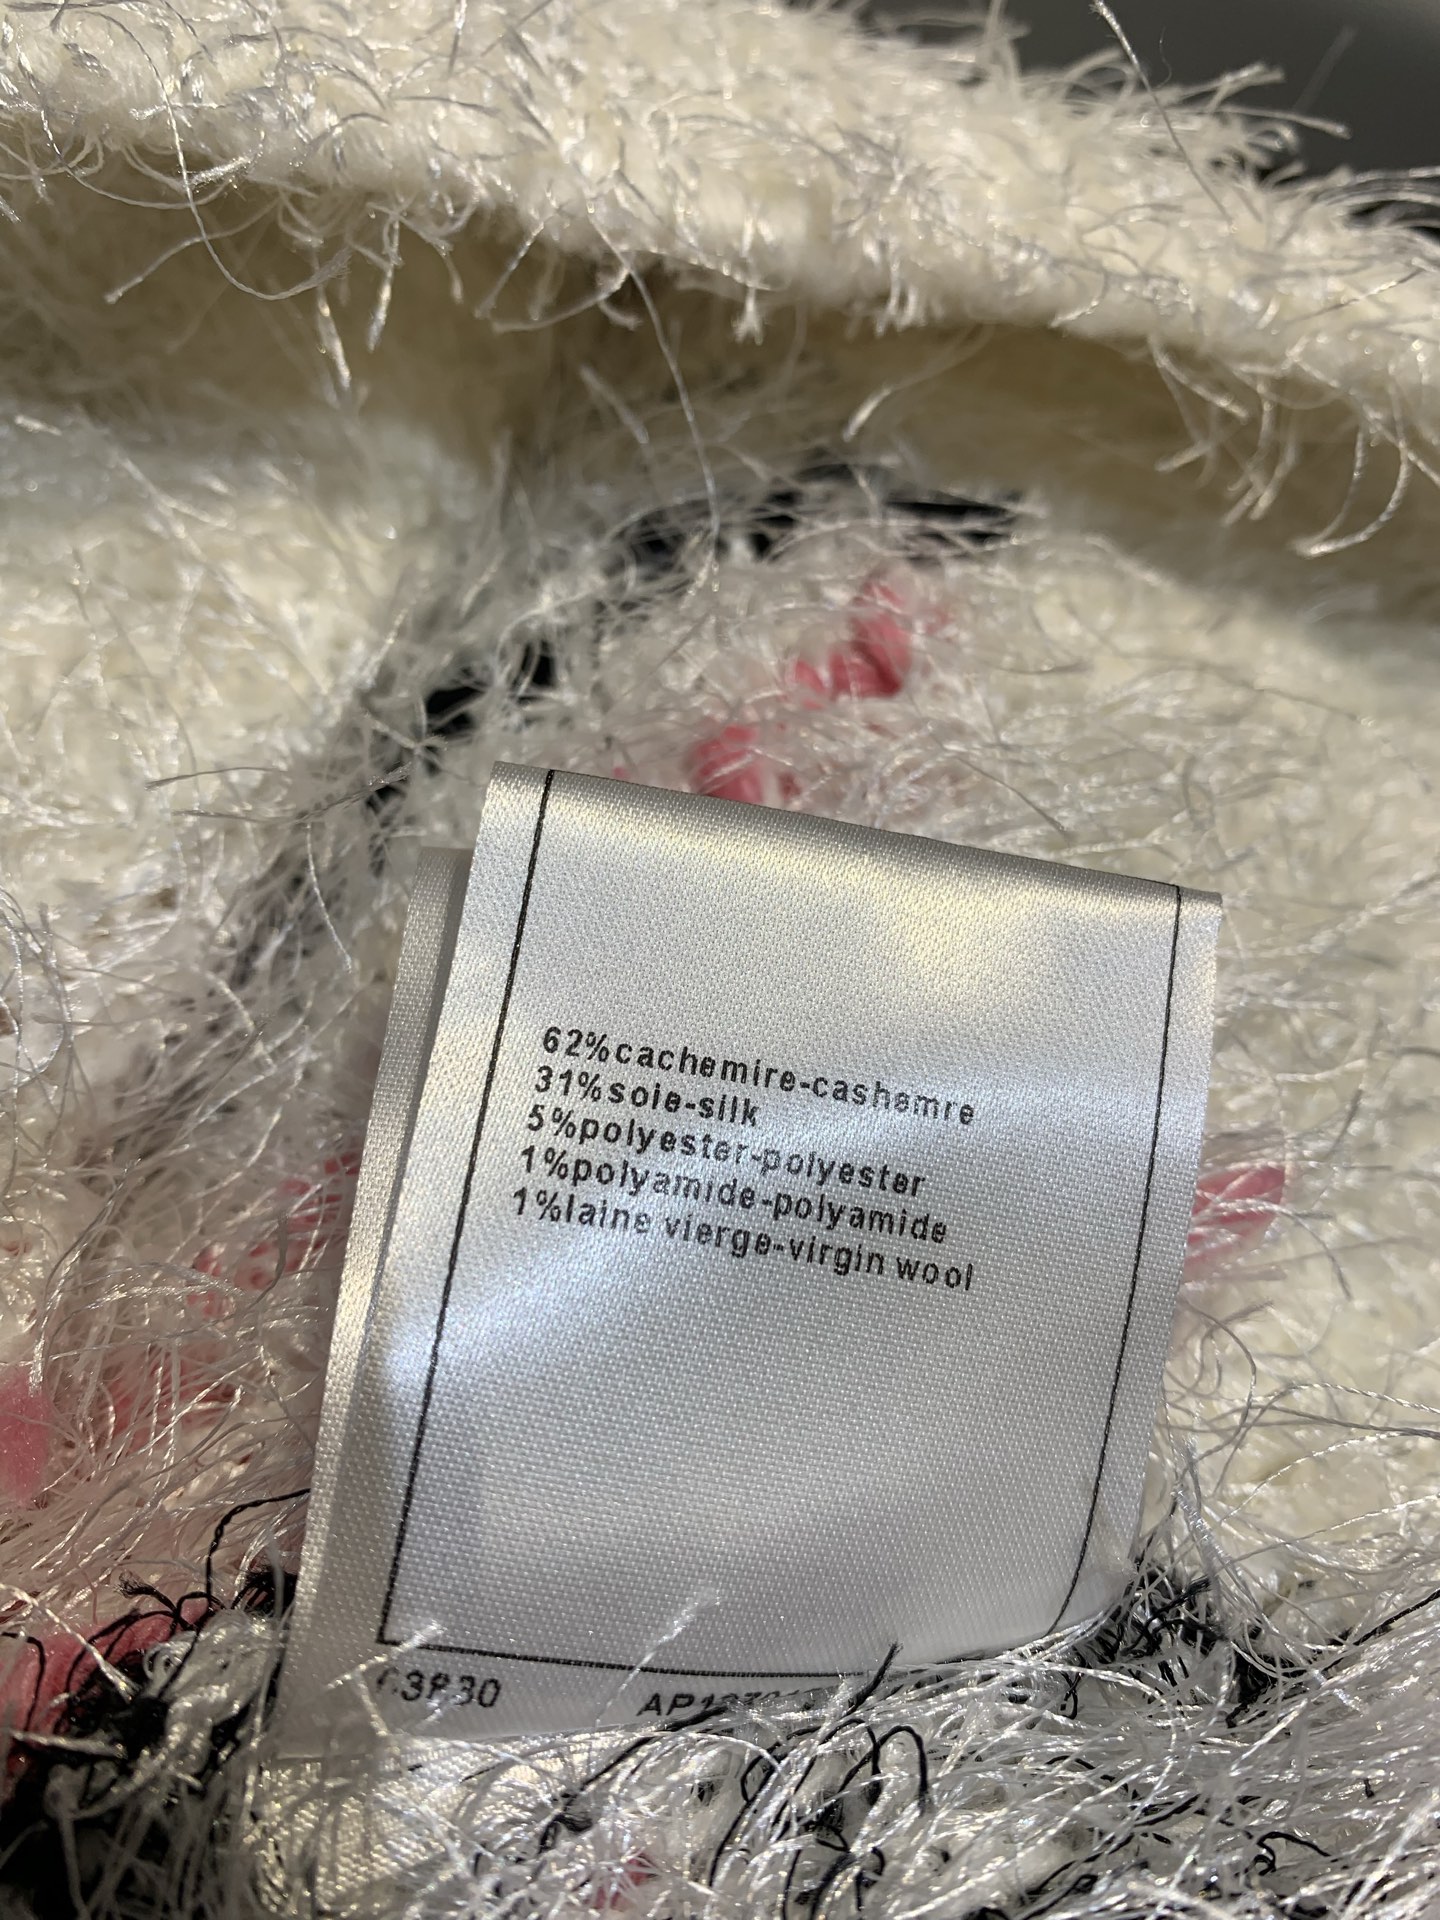 62%cachemire-cashemre
31%soie-silk
5%polyester-polyester
1%polyamide-polyamide
1%laine vierge-virgin wool